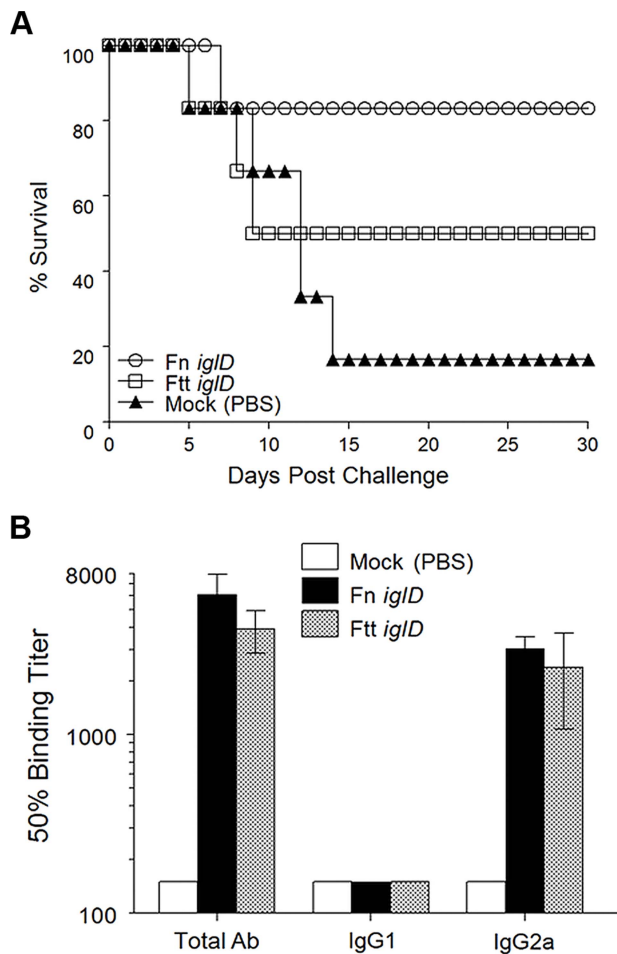 A
100
80
60
40
20
0
% Survival
Fn iglD
Ftt iglD
Mock (PBS)
0 5 10 15 20 25 30
Days Post Challenge
B
Mock (PBS)
Fn iglD
Ftt iglD
8000
1000
100
50% Binding Titer
Total Ab IgG1 IgG2a